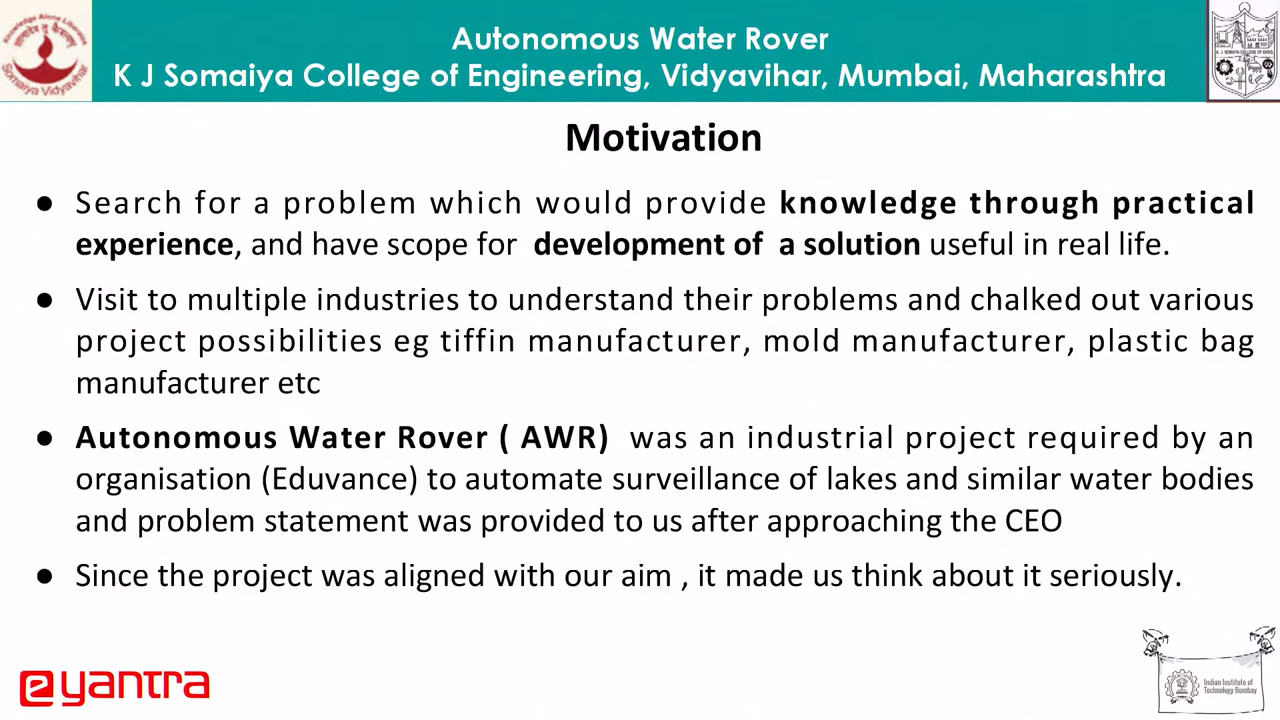 Autonomous Water Rover
K J Somaiya College of Engineering, Vidyavihar, Mumbai, Maharashtra
Motivation
● Search for a problem which would provide knowledge through practical
experience, and have scope for development of a solution useful in real life.
● Visit to multiple industries to understand their problems and chalked out various
project possibilities eg tiffin manufacturer, mold manufacturer, plastic bag
manufacturer etc
● Autonomous Water Rover ( AWR) was an industrial project required by an
organisation (Eduvance) to automate surveillance of lakes and similar water bodies
and problem statement was provided to us after approaching the CEO
● Since the project was aligned with our aim , it made us think about it seriously.
eyantra
Indian Institute of
Technology Bombay
Somaiya Vidyavihar